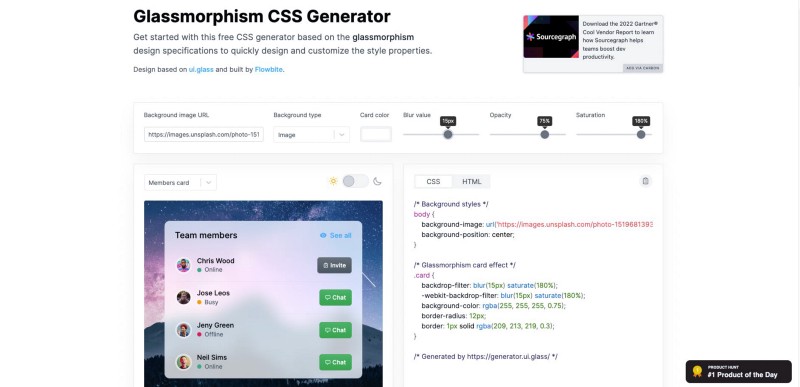 Glassmorphism CSS Generator
Get started with this free CSS generator based on the glassmorphism
design specifications to quickly design and customize the style properties.
Design based on ui.glass and built by Flowbite.
Sourcegraph
Download the 2022 Gartner®
Cool Vendor Report to learn
how Sourcegraph helps
teams boost dev
productivity.
ADS VIA CARBON
Background image URL
https://images.unsplash.com/photo-151
Background type
Image
Card color
Blur value
15px
Opacity
75%
Saturation
180%
Members card
Team members
See all
Chris Wood
Online
Invite
Jose Leos
Busy
Chat
Jeny Green
Offline
Chat
Neil Sims
Online
Chat
CSS
HTML
/* Background styles */
body {
background-image: url('https://images.unsplash.com/photo-1519681393
background-position: center;
}
/* Glassmorphism card effect */
.card {
backdrop-filter: blur(15px) saturate(180%);
-webkit-backdrop-filter: blur(15px) saturate(180%);
background-color: rgba(255, 255, 255, 0.75);
border-radius: 12px;
border: 1px solid rgba(209, 213, 219, 0.3);
}
/* Generated by https://generator.ui.glass/ */
PRODUCT HUNT
#1 Product of the Day